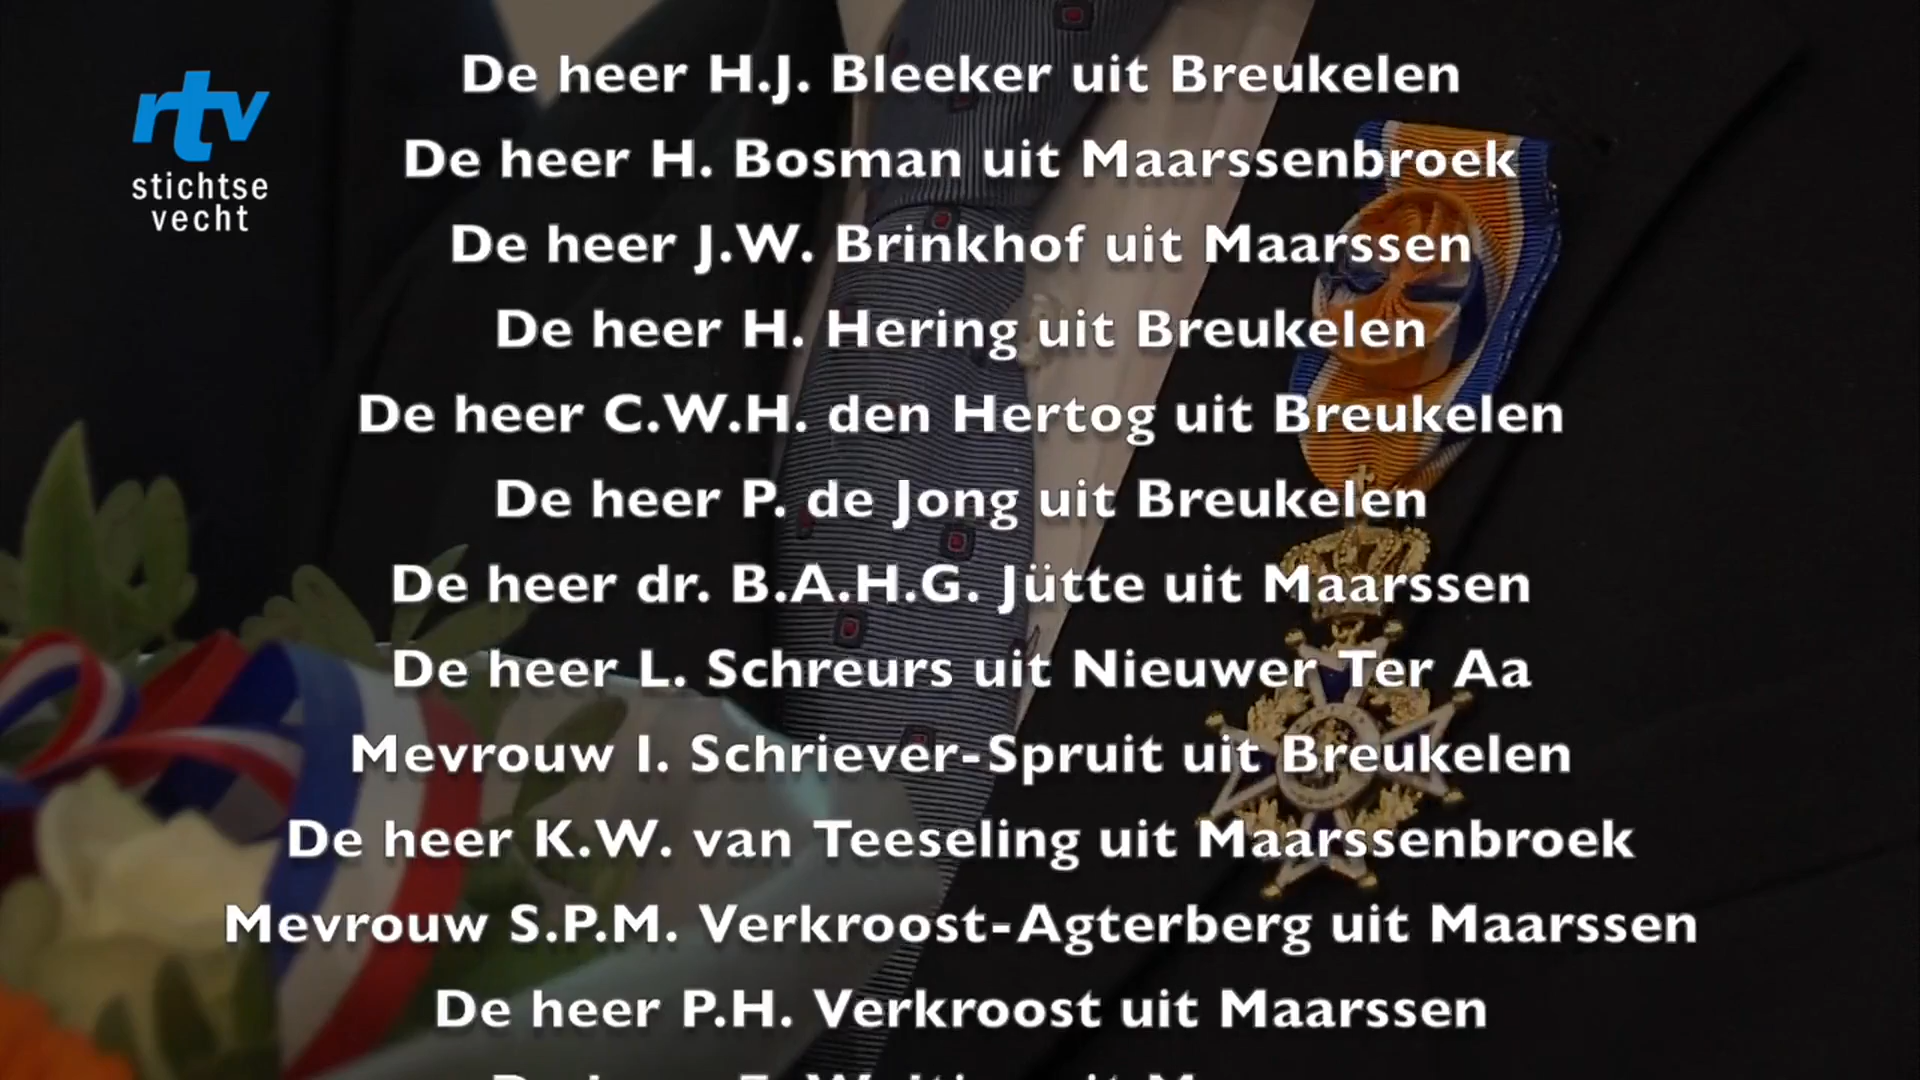 rtv
stichtse
vecht
De heer H.J. Bleeker uit Breukelen
De heer H. Bosman uit Maarssenbroek
De heer J.W. Brinkhof uit Maarssen
De heer H. Hering uit Breukelen
De heer C.W.H. den Hertog uit Breukelen
De heer P. de Jong uit Breukelen
De heer dr. B.A.H.G. Jütte uit Maarssen
De heer L. Schreurs uit Nieuwer Ter Aa
Mevrouw I. Schriever-Spruit uit Breukelen
De heer K.W. van Teeseling uit Maarssenbroek
Mevrouw S.P.M. Verkroost-Agterberg uit Maarssen
De heer P.H. Verkroost uit Maarssen